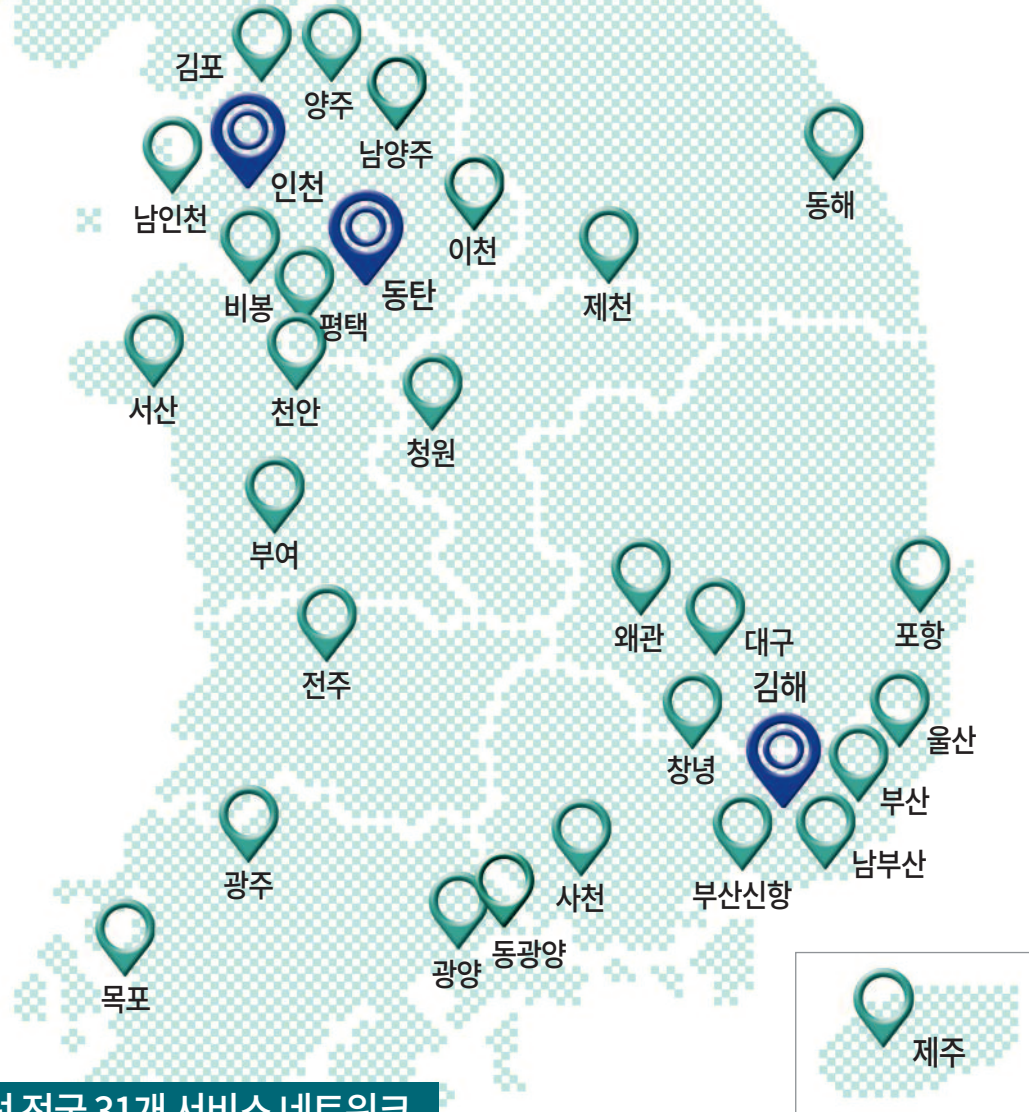 김포
양주
남양주
동해
인천
남인천
이천
동탄
제천
비봉
평택
서산
천안
청원
부여
왜관
대구
포항
전주
김해
울산
창녕
부산
남부산
광주
사천
부산신항
동광양
광양
목포
제주
전국 31개 서비스 네트워크